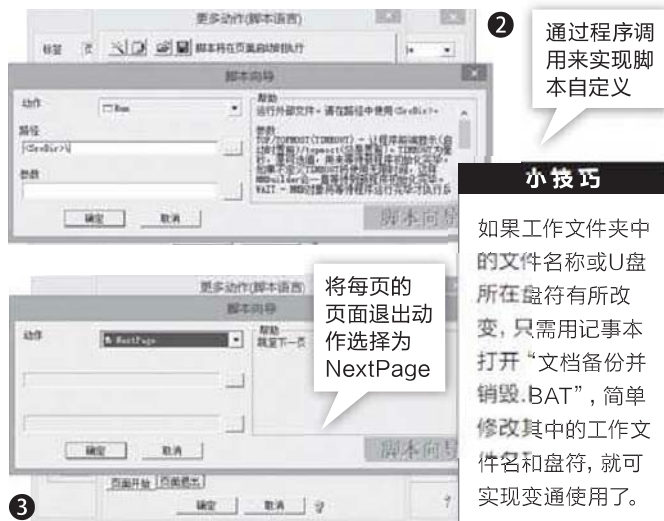 更多动作(脚本语言)
❷
通过程序调
用来实现脚
本自定义
标签
页
脚本将在页面启动时执行
脚本向导
动作
Run
路径
<SrcDir>\
参数
帮助
运行外部文件。请在路径中使用<SrcDir>。
参数
确定
取消
脚本向导
小技巧
如果工作文件夹中
的文件名称或U盘
所在盘符有所改
变,只需用记事本
打开“文档备份并
销毁.BAT”,简单
修改其中的工作文
件名和盘符,就可
实现变通使用了。
更多动作(脚本语言)
脚本向导
动作
NextPage
帮助
跳至下一页
将每页的
页面退出动
作选择为
NextPage
确定
取消
脚本向导
页面开始
页面退出
确定
取消
❸